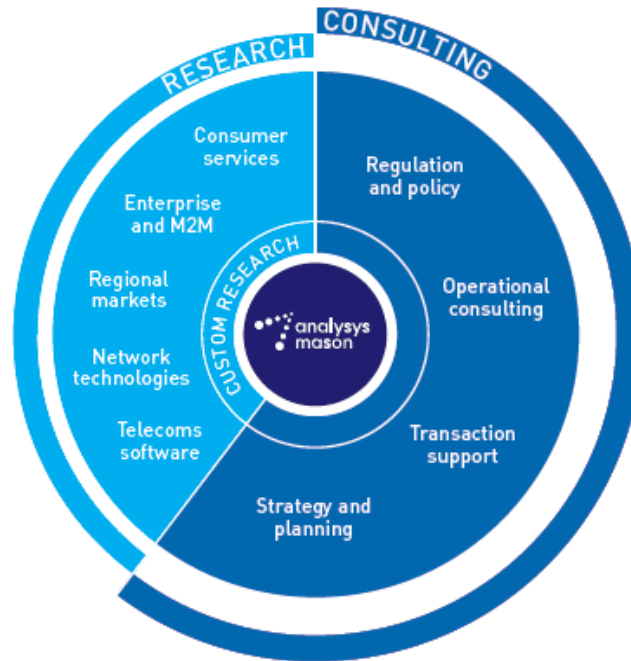 RESEARCH
CONSULTING
Consumer
services
Enterprise
and M2M
Regional
markets
Network
technologies
Telecoms
software
CUSTOM RESEARCH
analysys
mason
Regulation
and policy
Operational
consulting
Transaction
support
Strategy and
planning